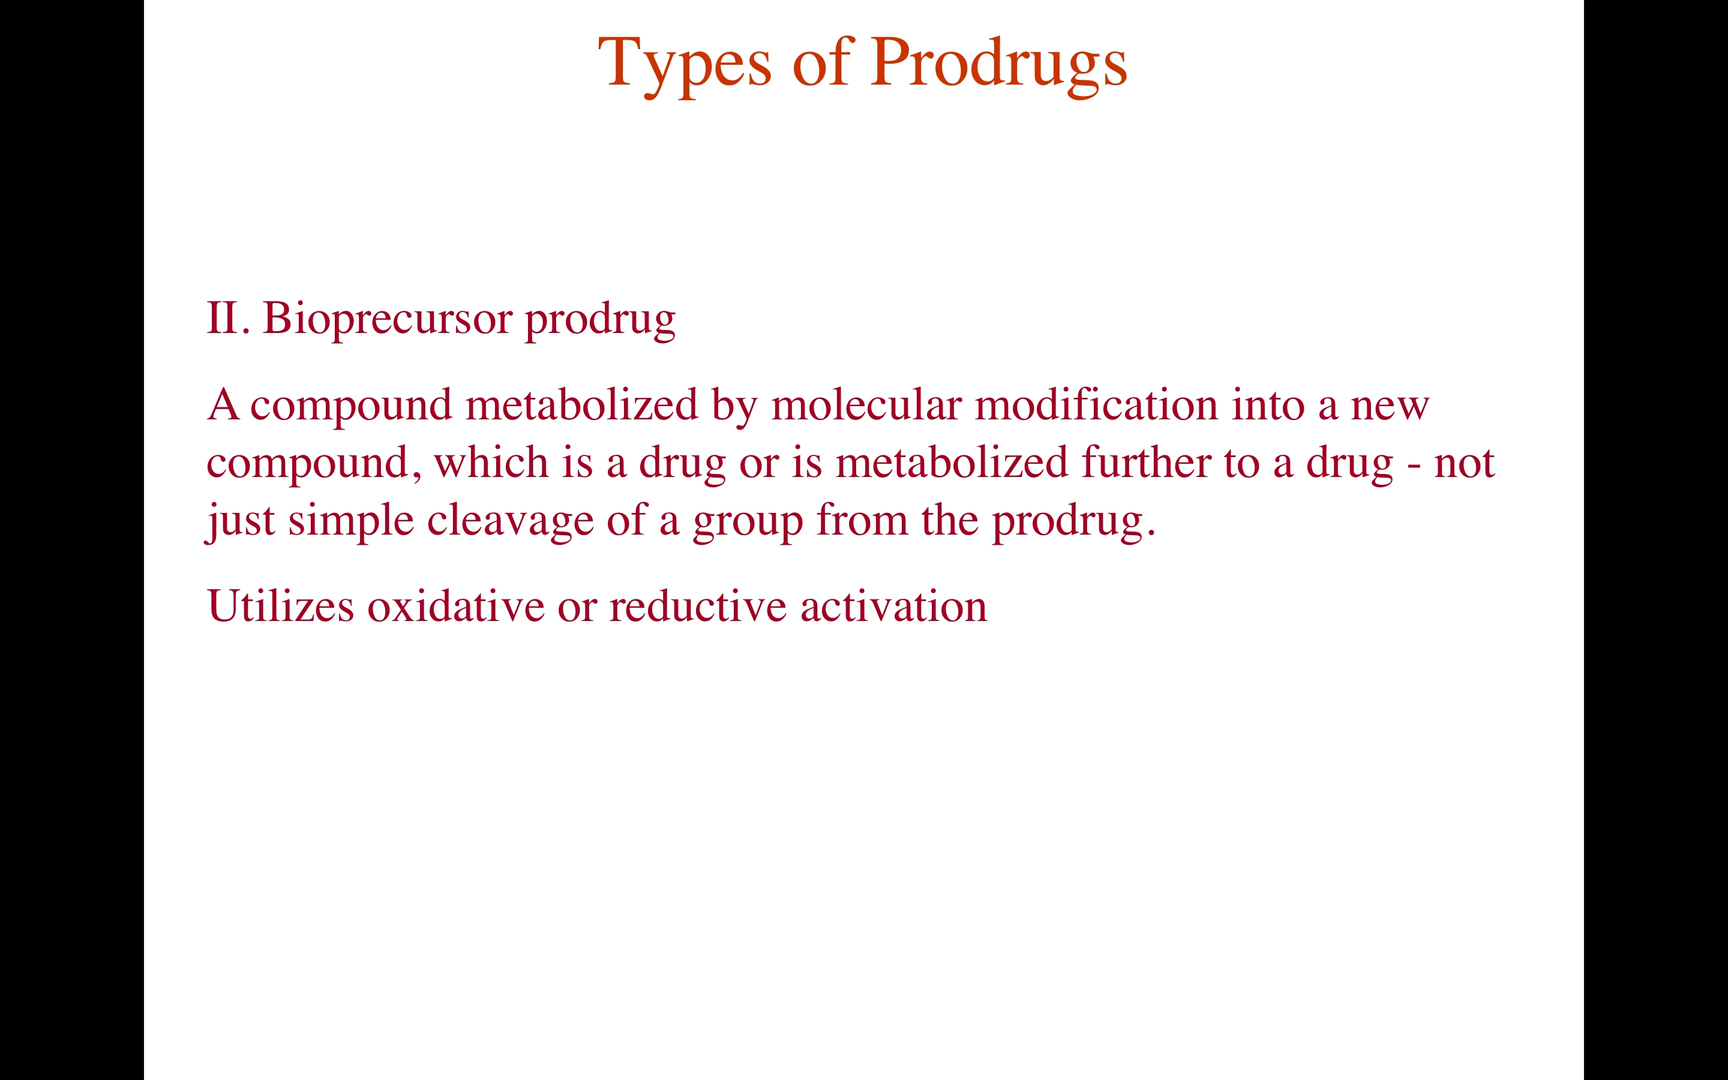 Types of Prodrugs
II. Bioprecursor prodrug
A compound metabolized by molecular modification into a new
compound, which is a drug or is metabolized further to a drug - not
just simple cleavage of a group from the prodrug.
Utilizes oxidative or reductive activation